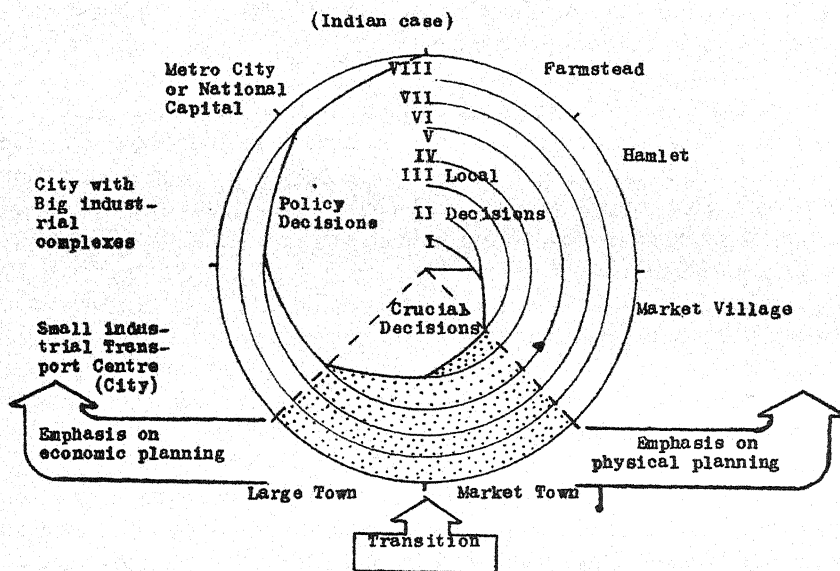 (Indian case)
Metro City
or National
Capital
VIII
Farmstead
VII
VI
V
IV
III Local
Hamlet
City with
Big indust-
rial
complexes
Policy
Decisions
II Decisions
I
Crucial
Decisions
Market Village
Small indus-
trial Trans-
port Centre
(City)
Emphasis on
economic planning
Emphasis on
physical planning
Large Town
Market Town
Transition